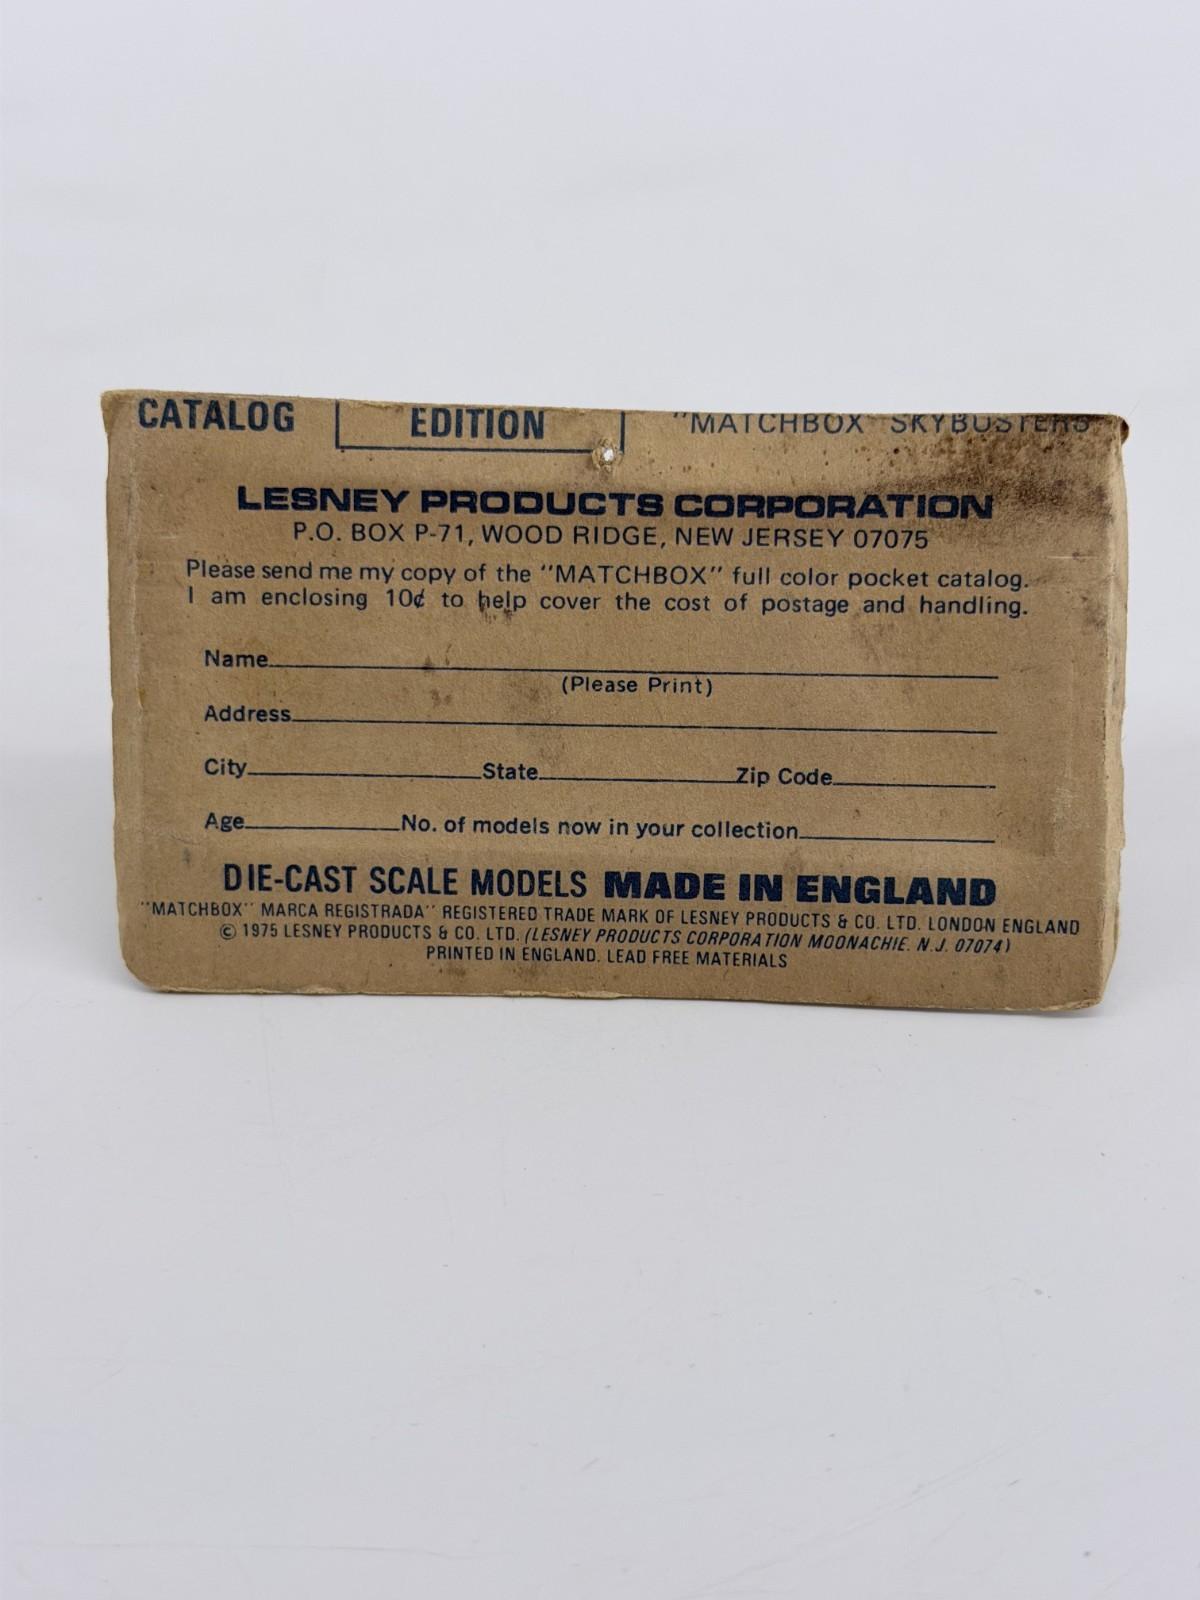 CATALOG EDITION "MATCHBOX" SKYBUSTERS
LESNEY PRODUCTS CORPORATION
P.O. BOX P-71, WOOD RIDGE, NEW JERSEY 07075
Please send me my copy of the "MATCHBOX" full color pocket catalog.
I am enclosing 10¢ to help cover the cost of postage and handling.
Name
(Please Print)
Address
City State Zip Code
Age No. of models now in your collection
DIE-CAST SCALE MODELS MADE IN ENGLAND
"MATCHBOX" MARCA REGISTRADA" REGISTERED TRADE MARK OF LESNEY PRODUCTS & CO. LTD. LONDON ENGLAND
© 1975 LESNEY PRODUCTS & CO. LTD. (LESNEY PRODUCTS CORPORATION MOONACHIE. N.J. 07074)
PRINTED IN ENGLAND. LEAD FREE MATERIALS